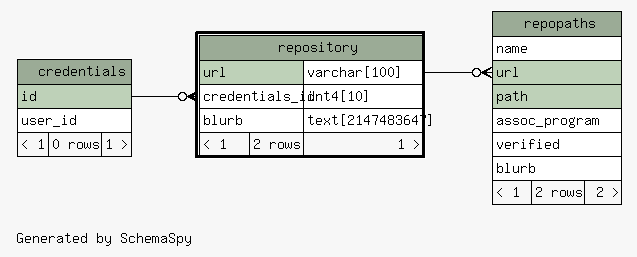 credentials
id
user_id
< 1 0 rows 1 >
repository
url varchar[100]
credentials_id int4[10]
blurb text[2147483647]
< 1 2 rows 1 >
repopaths
name
url
path
assoc_program
verified
blurb
< 1 2 rows 2 >
Generated by SchemaSpy